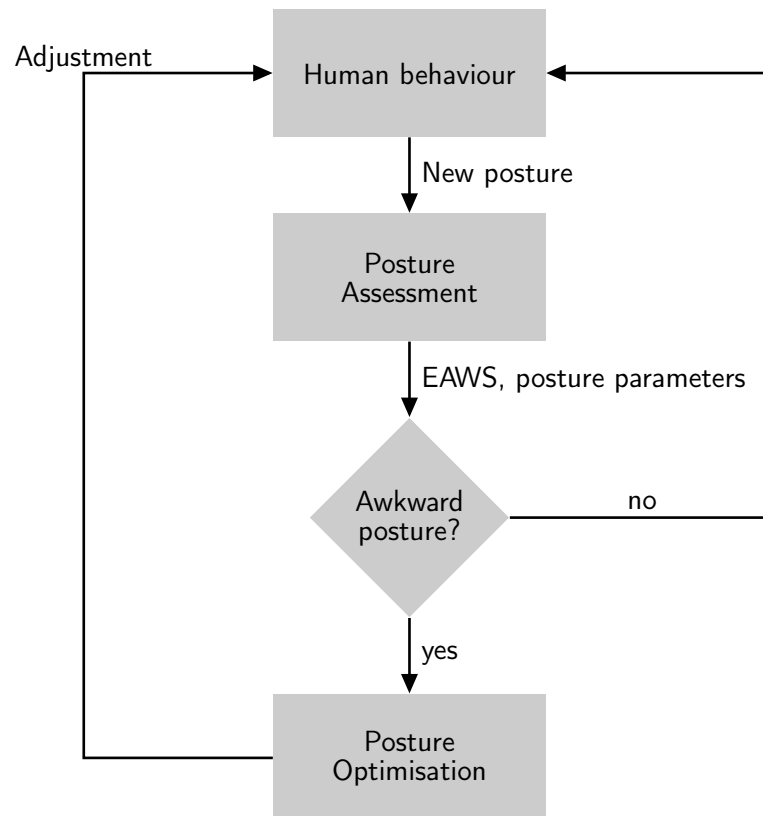 Adjustment
Human behaviour
New posture
Posture
Assessment
EAWS, posture parameters
Awkward
posture?
no
yes
Posture
Optimisation